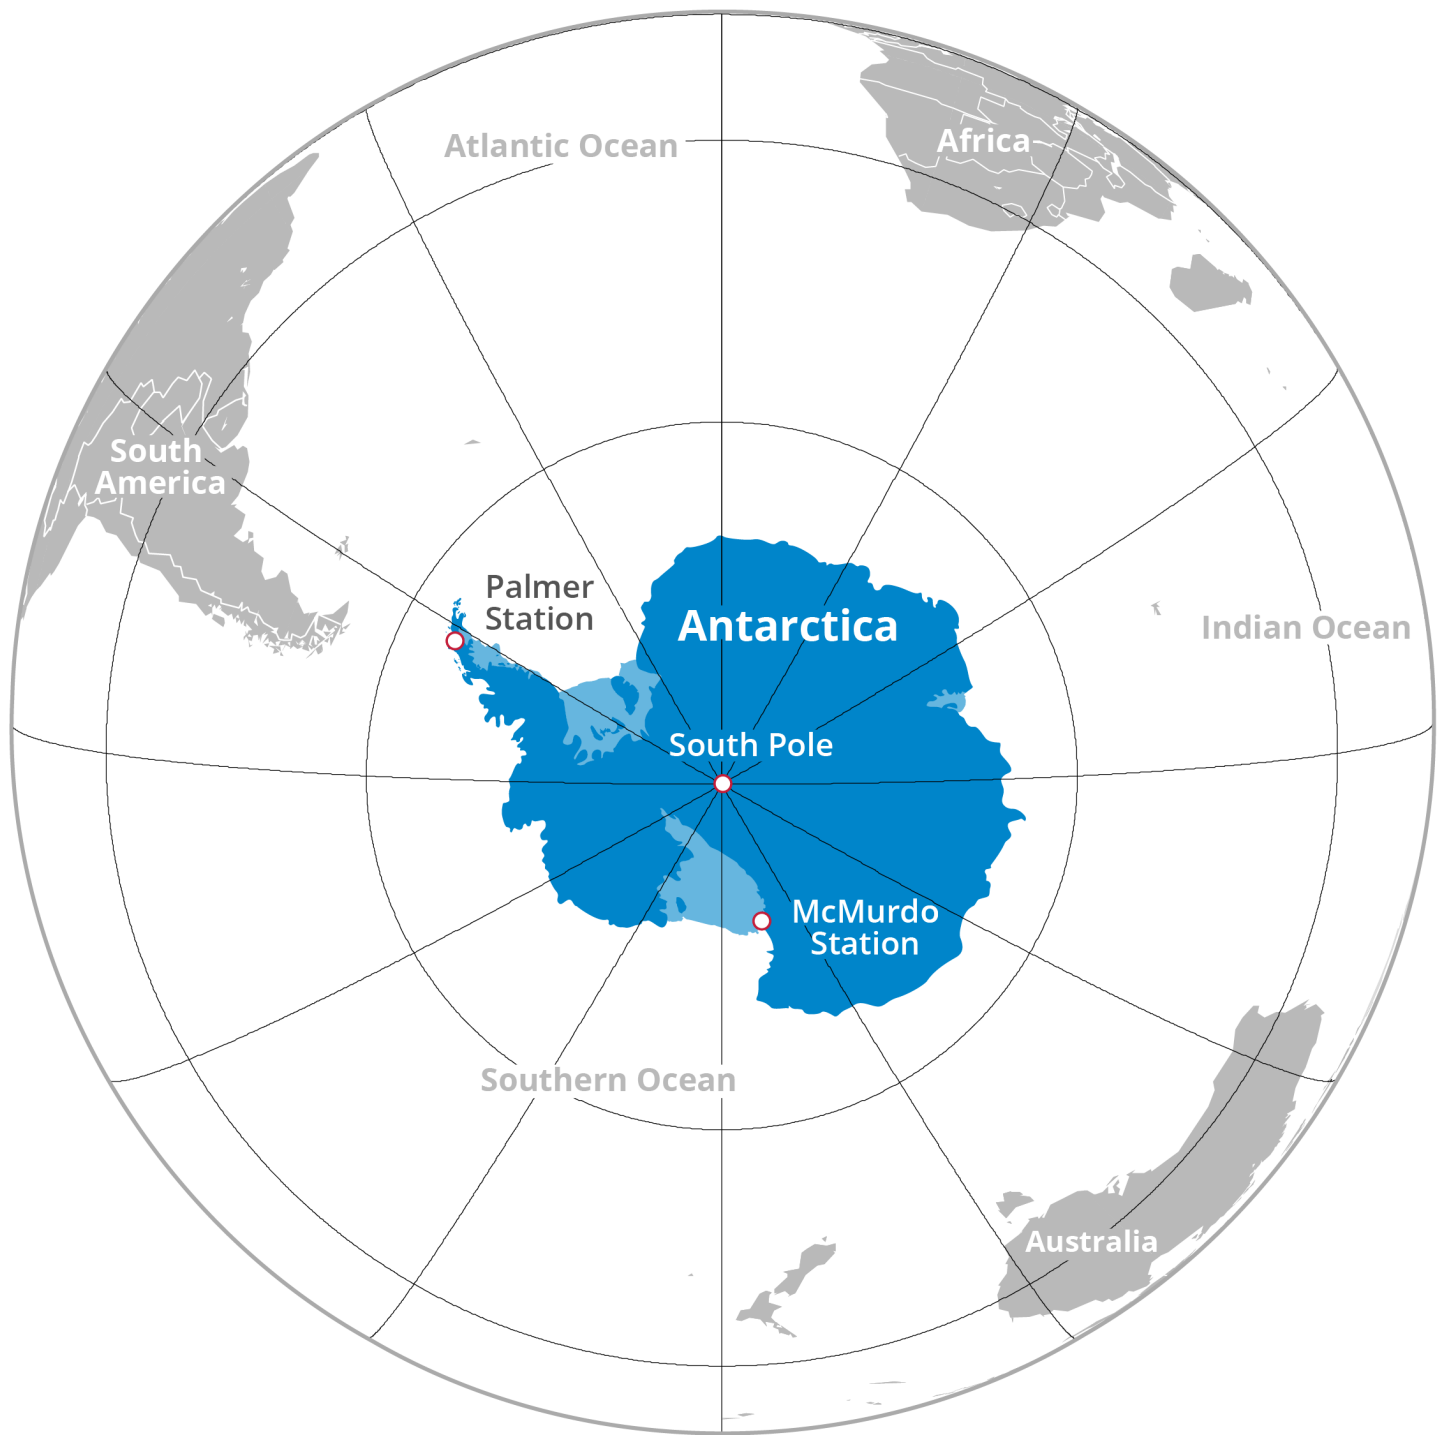 Africa
Atlantic Ocean
South
America
Palmer
Station
Antarctica
Indian Ocean
South Pole
McMurdo
Station
Southern Ocean
Australia